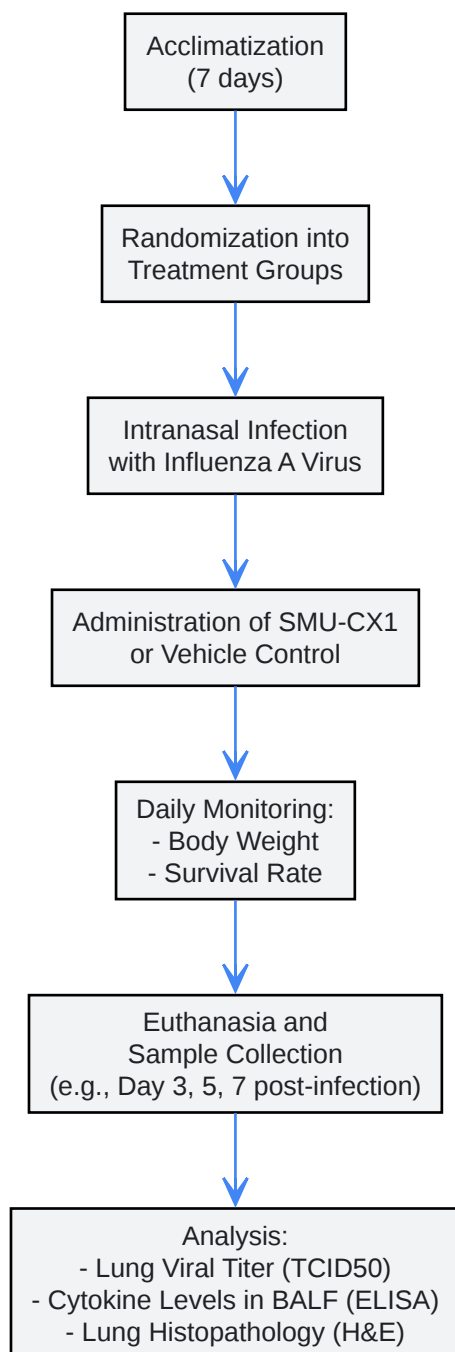 Acclimatization
(7 days)
Randomization into
Treatment Groups
Intranasal Infection
with Influenza A Virus
Administration of SMU-CX1
or Vehicle Control
Daily Monitoring:
- Body Weight
- Survival Rate
Euthanasia and
Sample Collection
(e.g., Day 3, 5, 7 post-infection)
Analysis:
- Lung Viral Titer (TCID50)
- Cytokine Levels in BALF (ELISA)
- Lung Histopathology (H&E)